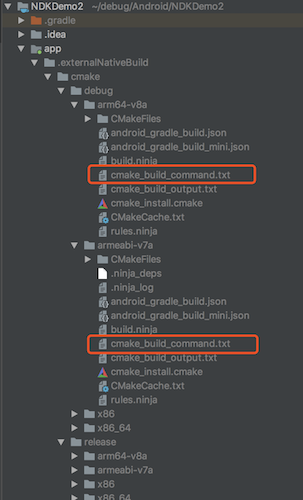 NDKDemo2 ~/debug/Android/NDKDemo2
.gradle
.idea
app
.externalNativeBuild
cmake
debug
arm64-v8a
CMakeFiles
android_gradle_build.json
android_gradle_build_mini.json
build.ninja
cmake_build_command.txt
cmake_build_output.txt
cmake_install.cmake
CMakeCache.txt
rules.ninja
armeabi-v7a
CMakeFiles
.ninja_deps
.ninja_log
android_gradle_build.json
android_gradle_build_mini.json
build.ninja
cmake_build_command.txt
cmake_build_output.txt
cmake_install.cmake
CMakeCache.txt
rules.ninja
x86
x86_64
release
arm64-v8a
armeabi-v7a
x86
x86_64